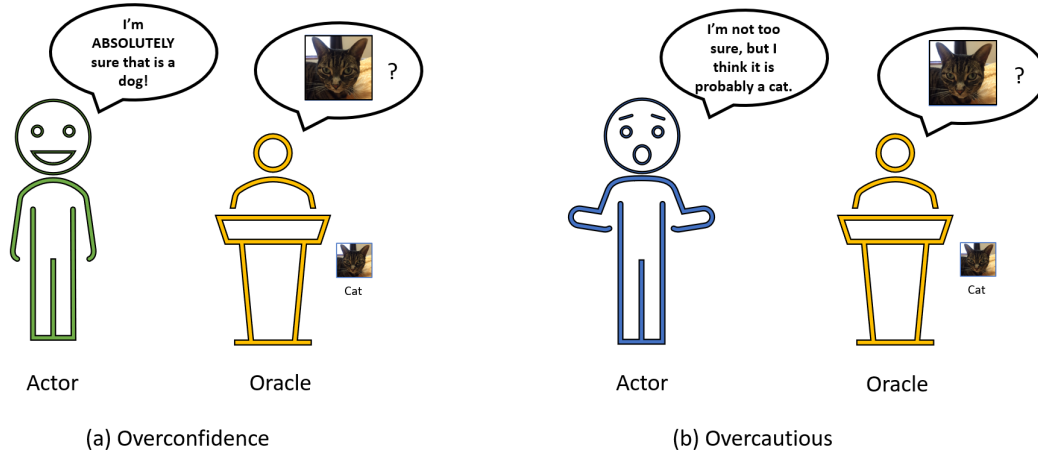 I'm
ABSOLUTELY
sure that is a
dog!
?
Cat
Actor
Oracle
(a) Overconfidence
I'm not too
sure, but I
think it is
probably a cat.
?
Cat
Actor
Oracle
(b) Overcautious